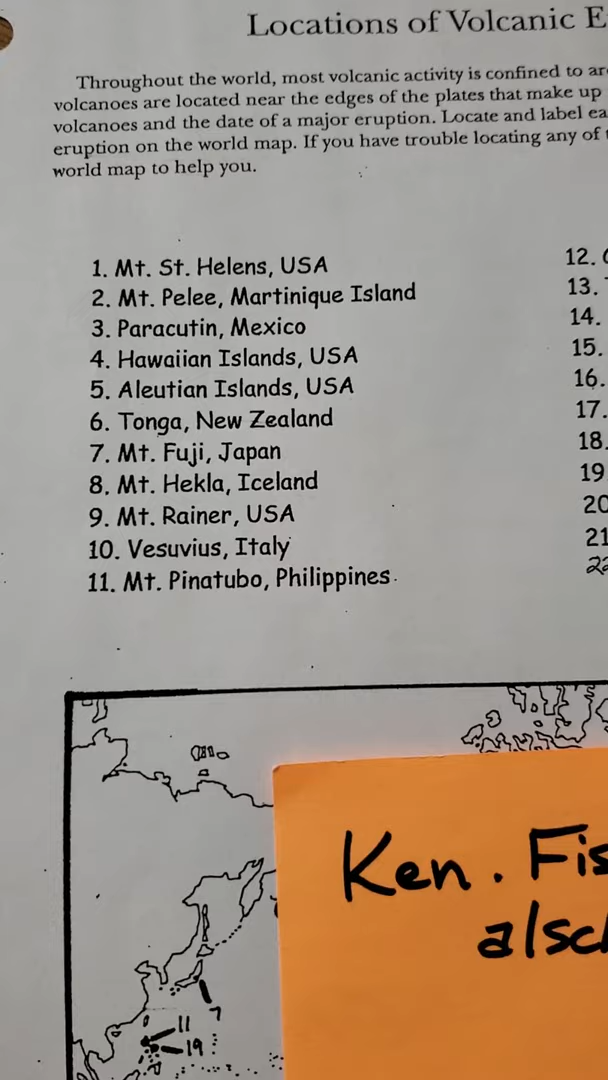 Locations of Volcanic E
Throughout the world, most volcanic activity is confined to ar
volcanoes are located near the edges of the plates that make up
volcanoes and the date of a major eruption. Locate and label ea
eruption on the world map. If you have trouble locating any of t
world map to help you.
1. Mt. St. Helens, USA
2. Mt. Pelee, Martinique Island
3. Paracutin, Mexico
4. Hawaiian Islands, USA
5. Aleutian Islands, USA
6. Tonga, New Zealand
7. Mt. Fuji, Japan
8. Mt. Hekla, Iceland
9. Mt. Rainer, USA
10. Vesuvius, Italy
11. Mt. Pinatubo, Philippines
12.
13.
14.
15.
16.
17.
18.
19
20
21
22
Ken. Fis
alsch
7
11
19